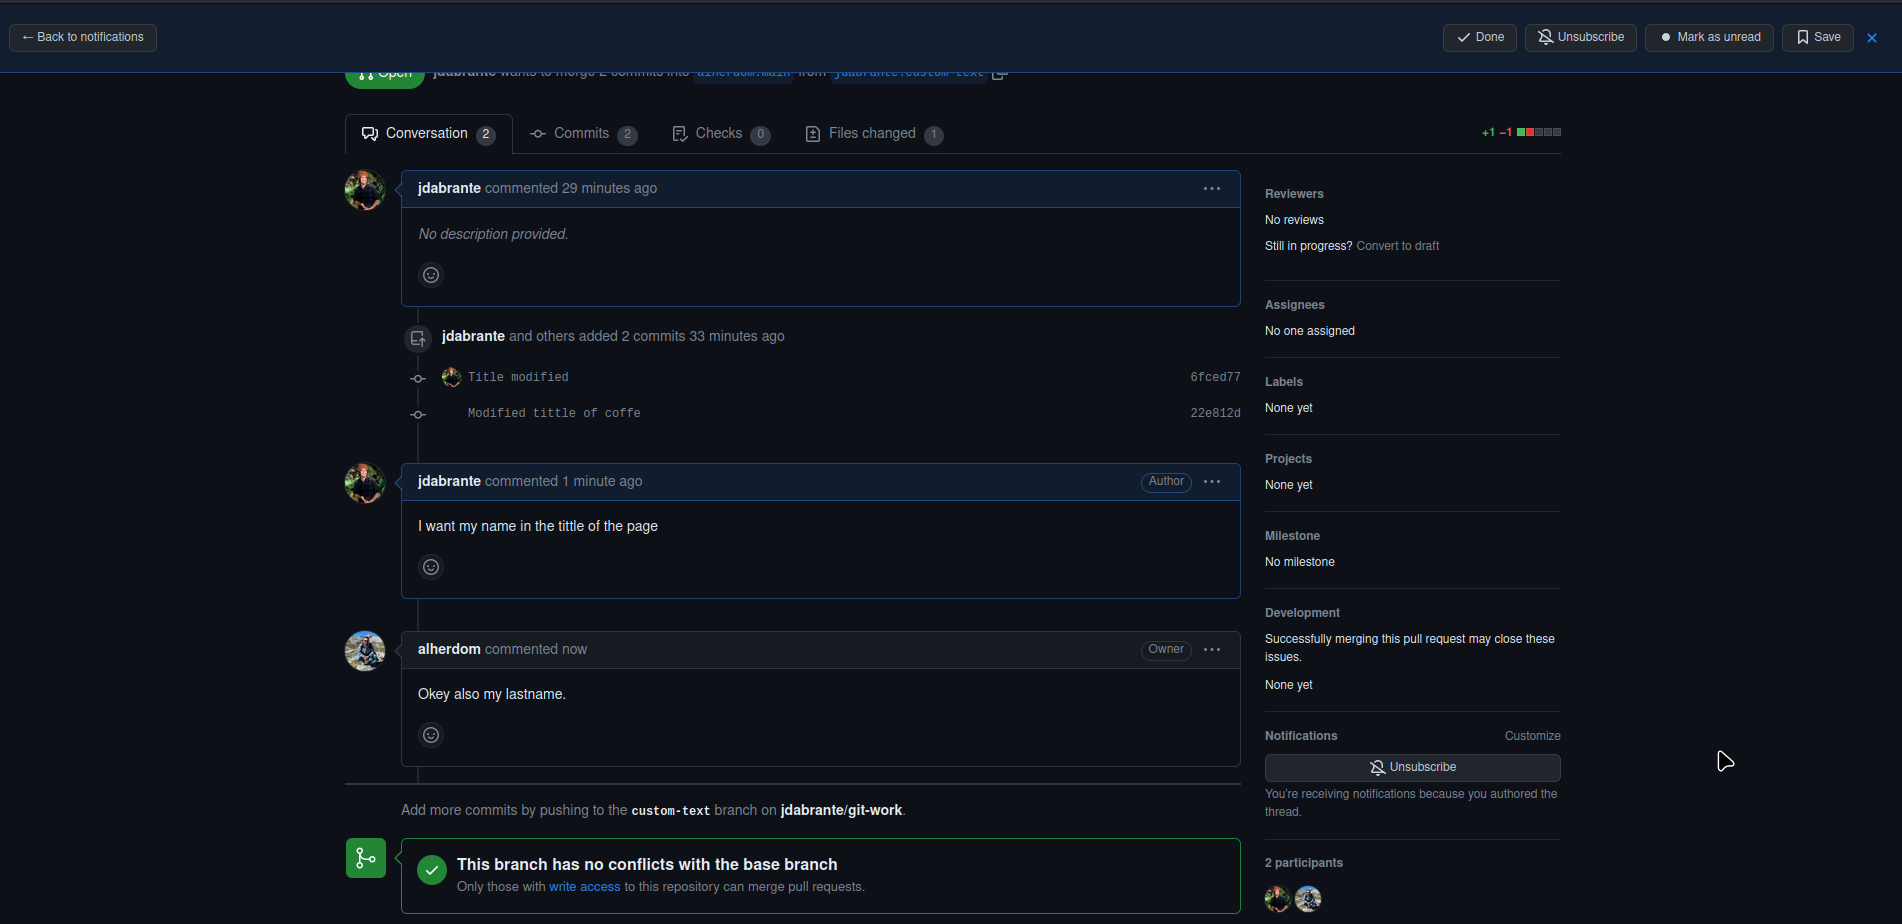 ← Back to notifications
Done
Unsubscribe
Mark as unread
Save
Open jdabrante wants to merge 2 commits into alherdom:main from jdabrante:custom-text
Conversation 2
Commits 2
Checks 0
Files changed 1
+1 −1
jdabrante commented 29 minutes ago
No description provided.
jdabrante and others added 2 commits 33 minutes ago
Title modified 6fced77
Modified tittle of coffe 22e812d
jdabrante commented 1 minute ago Author
I want my name in the tittle of the page
alherdom commented now Owner
Okey also my lastname.
Add more commits by pushing to the custom-text branch on jdabrante/git-work.
This branch has no conflicts with the base branch
Only those with write access to this repository can merge pull requests.
Reviewers
No reviews
Still in progress? Convert to draft
Assignees
No one assigned
Labels
None yet
Projects
None yet
Milestone
No milestone
Development
Successfully merging this pull request may close these
issues.
None yet
Notifications Customize
Unsubscribe
You're receiving notifications because you authored the
thread.
2 participants